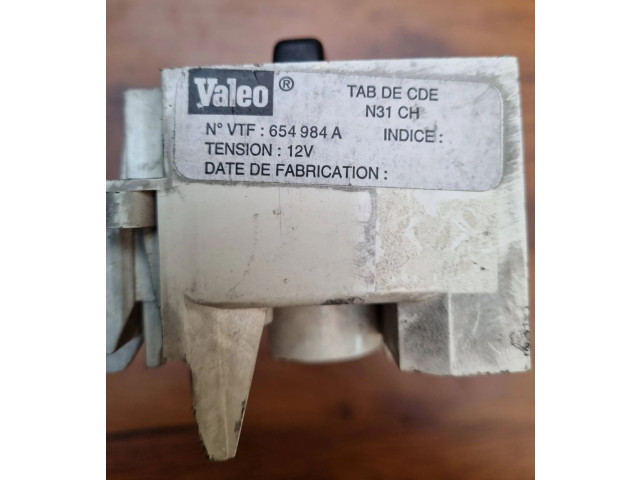 Valeo ® TAB DE CDE
N31 CH
N° VTF : 654 984 A INDICE :
TENSION : 12V
DATE DE FABRICATION :